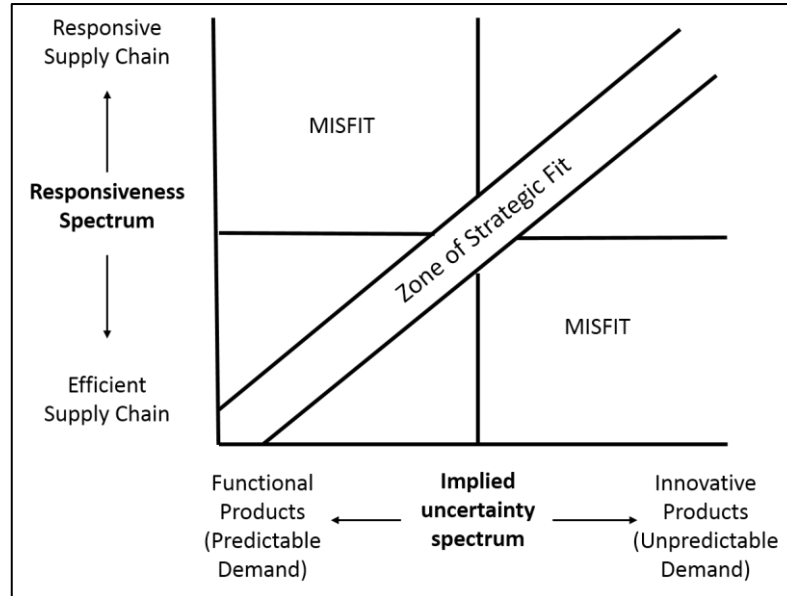 Responsive
Supply Chain
MISFIT
Responsiveness
Spectrum
Zone of Strategic Fit
MISFIT
Efficient
Supply Chain
Functional
Products
(Predictable
Demand)
Implied
uncertainty
spectrum
Innovative
Products
(Unpredictable
Demand)